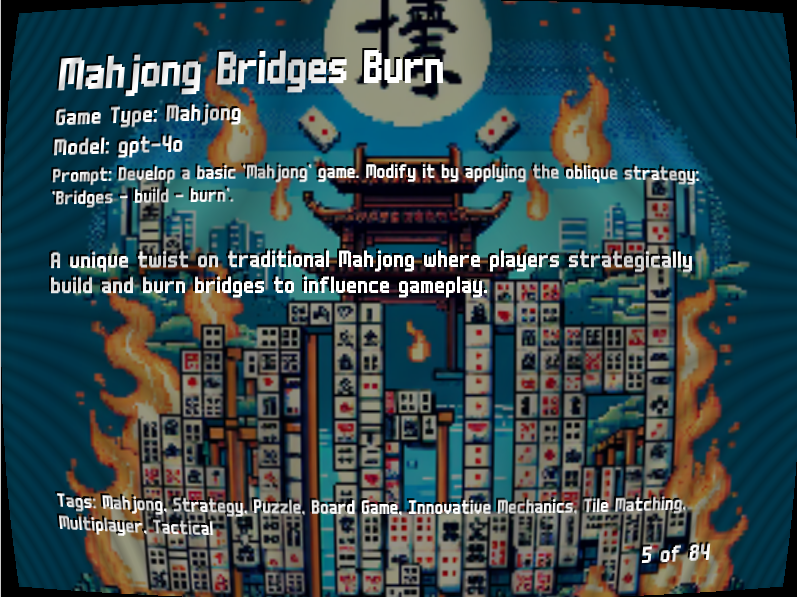 Mahjong Bridges Burn
Game Type: Mahjong
Model: gpt-4o
Prompt: Develop a basic 'Mahjong' game. Modify it by applying the oblique strategy:
'Bridges - build - burn'.
A unique twist on traditional Mahjong where players strategically
build and burn bridges to influence gameplay.
Tags: Mahjong, Strategy, Puzzle, Board Game, Innovative Mechanics, Tile Matching,
Multiplayer, Tactical
5 of 84